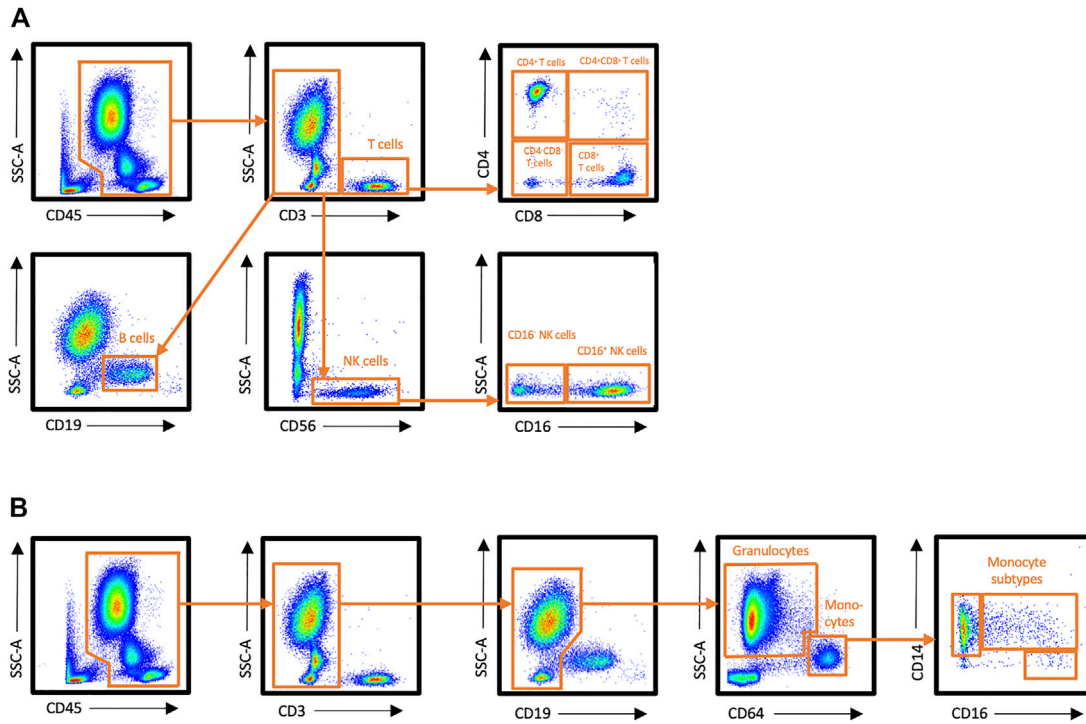 A
SSC-A
CD45
SSC-A
T cells
CD3
CD4
CD4⁺ T cells
CD4⁺CD8⁺ T cells
CD4⁻CD8⁻
T cells
CD8⁺
T cells
CD8
SSC-A
B cells
CD19
SSC-A
NK cells
CD56
SSC-A
CD16⁻ NK cells
CD16⁺ NK cells
CD16
B
SSC-A
CD45
SSC-A
CD3
SSC-A
CD19
SSC-A
Granulocytes
Mono-
cytes
CD64
CD14
Monocyte
subtypes
CD16